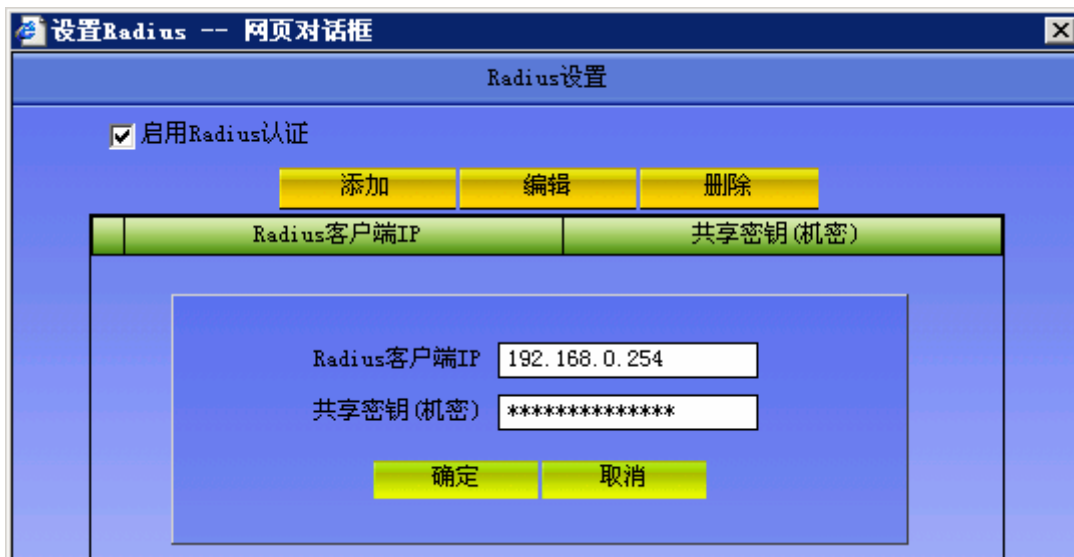 设置Radius -- 网页对话框
Radius设置
启用Radius认证
添加 编辑 删除
Radius客户端IP 共享密钥(机密)
Radius客户端IP 192.168.0.254
共享密钥(机密) **************
确定 取消